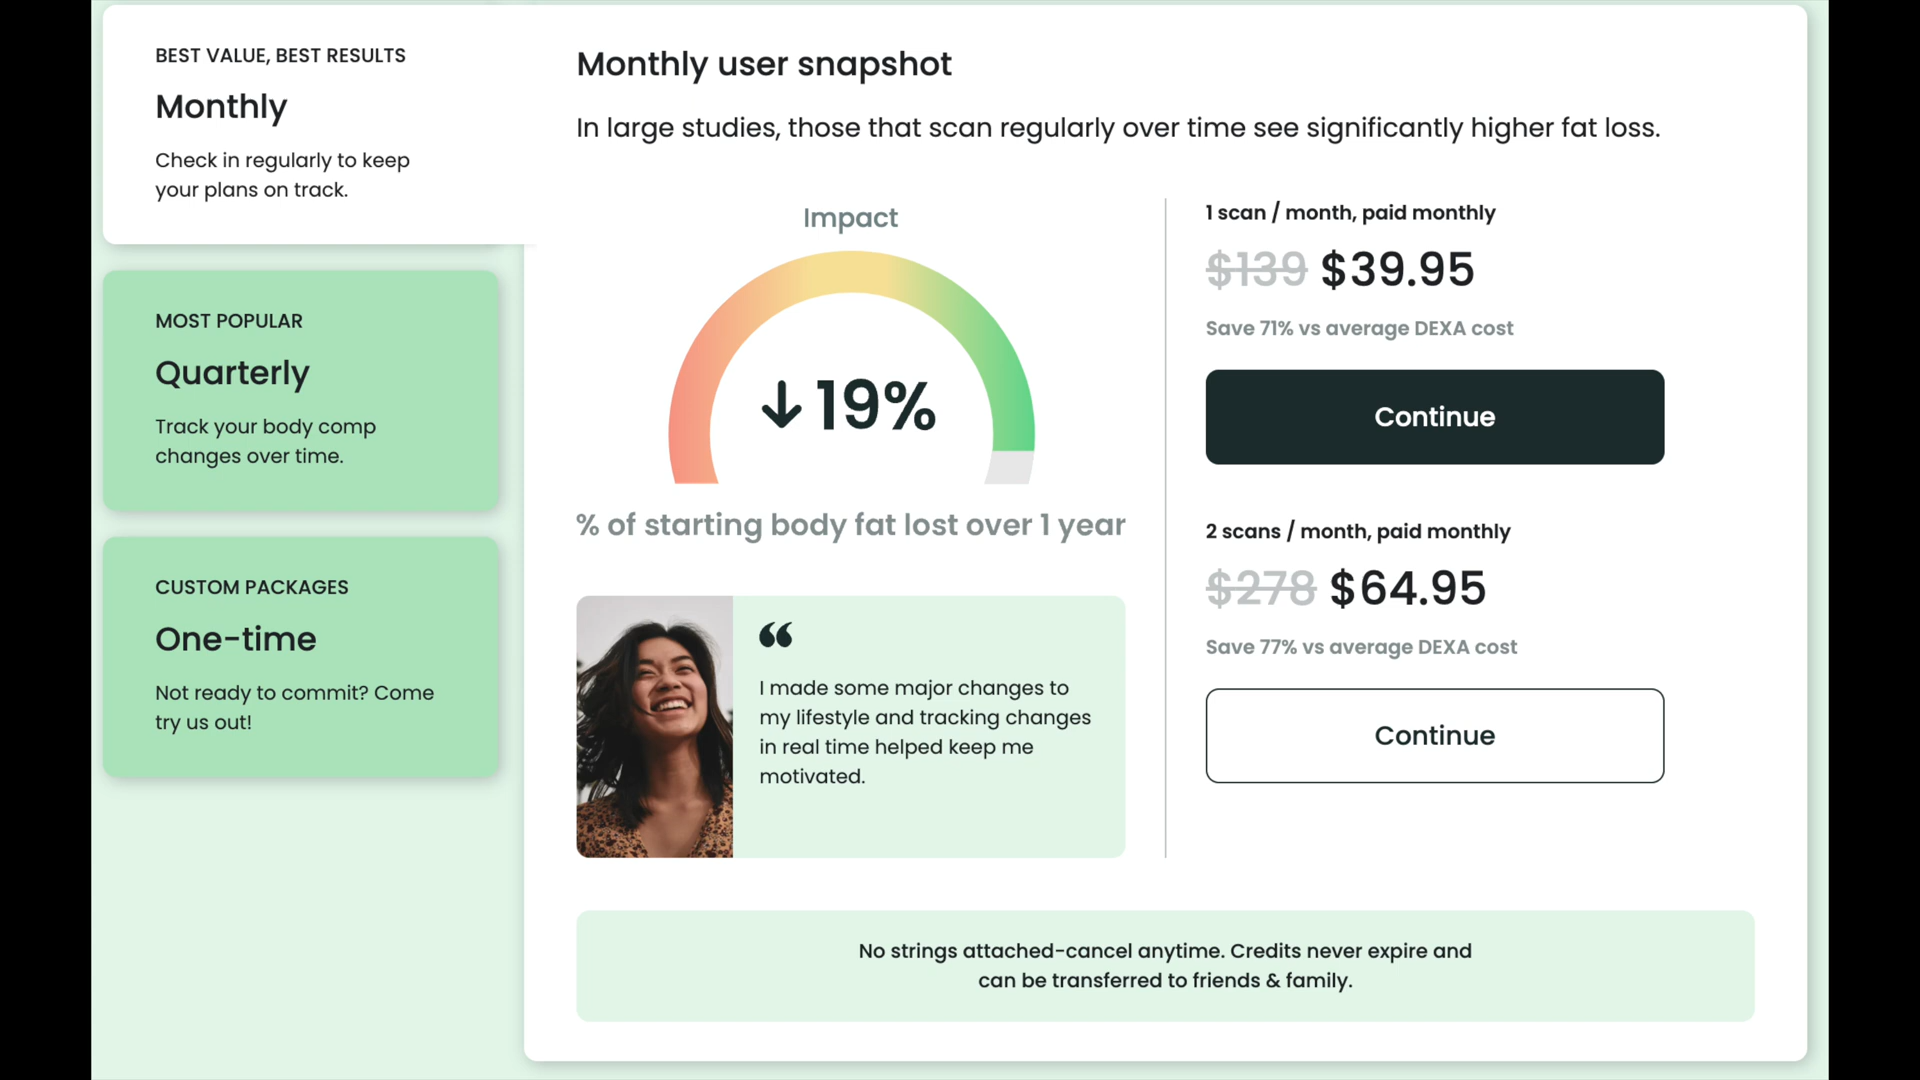 BEST VALUE, BEST RESULTS
Monthly
Check in regularly to keep
your plans on track.
MOST POPULAR
Quarterly
Track your body comp
changes over time.
CUSTOM PACKAGES
One-time
Not ready to commit? Come
try us out!
Monthly user snapshot
In large studies, those that scan regularly over time see significantly higher fat loss.
Impact
↓19%
% of starting body fat lost over 1 year
“
I made some major changes to
my lifestyle and tracking changes
in real time helped keep me
motivated.
1 scan / month, paid monthly
$139 $39.95
Save 71% vs average DEXA cost
Continue
2 scans / month, paid monthly
$278 $64.95
Save 77% vs average DEXA cost
Continue
No strings attached–cancel anytime. Credits never expire and
can be transferred to friends & family.